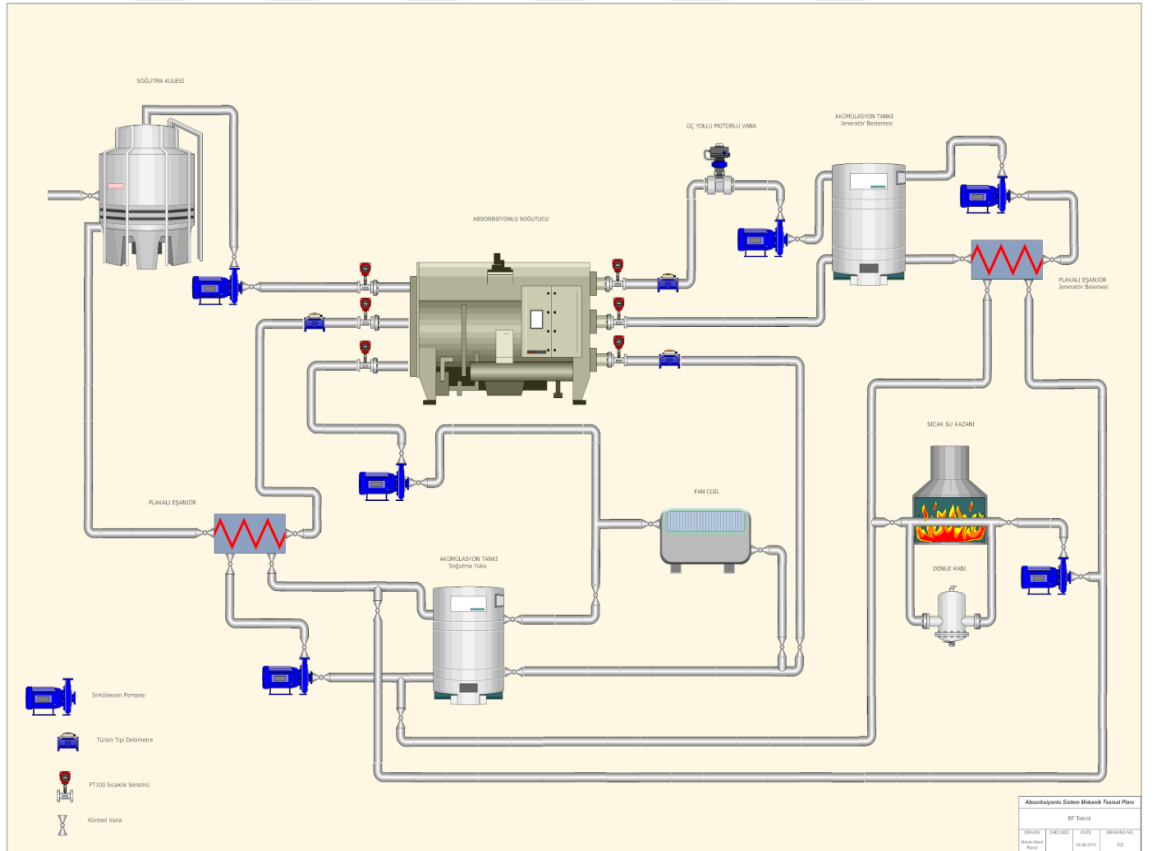 SOĞUTMA KULESİ
ÜÇ YOLLU MOTORLU VANA
AKÜMÜLASYON TANKI
Jeneratör Beslemesi
ABSORBSİYONLU SOĞUTUCU
PLAKALI EŞANJÖR
Jeneratör Belemesi
SICAK SU KAZANI
PLAKALI EŞANJÖR
FAN COİL
AKÜMÜLASYON TANKI
Soğutma Yükü
DENGE KABI
Sirkülasyon Pompası
Türbin Tipi Debimetre
PT100 Sıcaklık Sensörü
Küresel Vana
Absorbsiyonlu Sistem Mekanik Tesisat Planı
BF Teknik
DRAWN CHECKED DATE DRAWING NO.